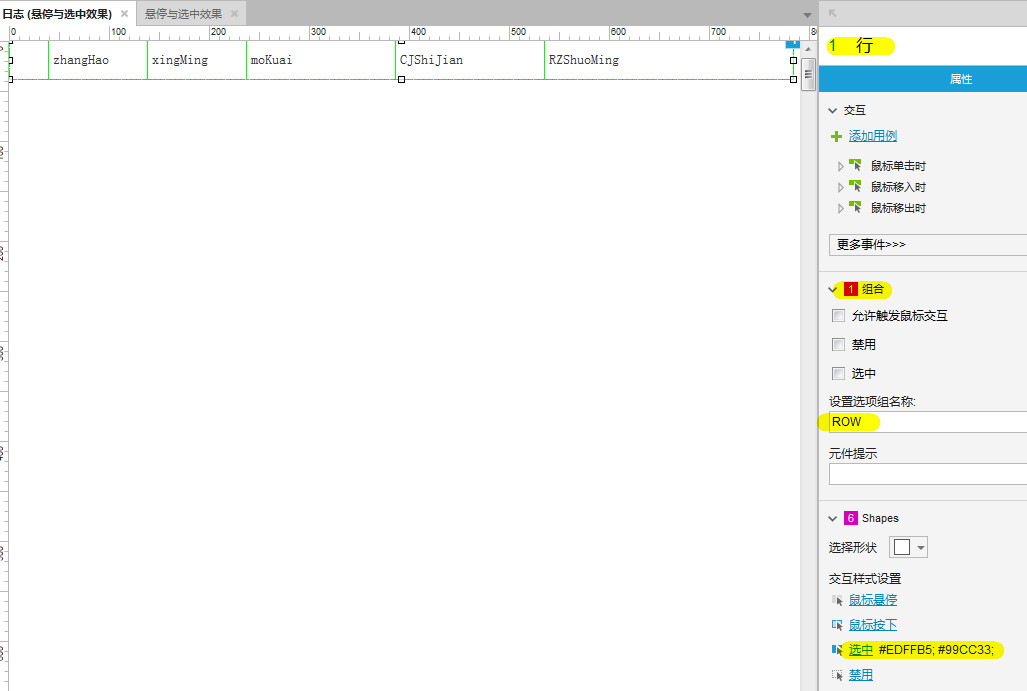 日志 (悬停与选中效果)
悬停与选中效果
0 100 200 300 400 500 600 700
zhangHao xingMing moKuai CJShiJian RZShuoMing
1 行
属性
交互
添加用例
鼠标单击时
鼠标移入时
鼠标移出时
更多事件>>>
1 组合
允许触发鼠标交互
禁用
选中
设置选项组名称:
ROW
元件提示
6 Shapes
选择形状
交互样式设置
鼠标悬停
鼠标按下
选中 #EDFFB5; #99CC33;
禁用